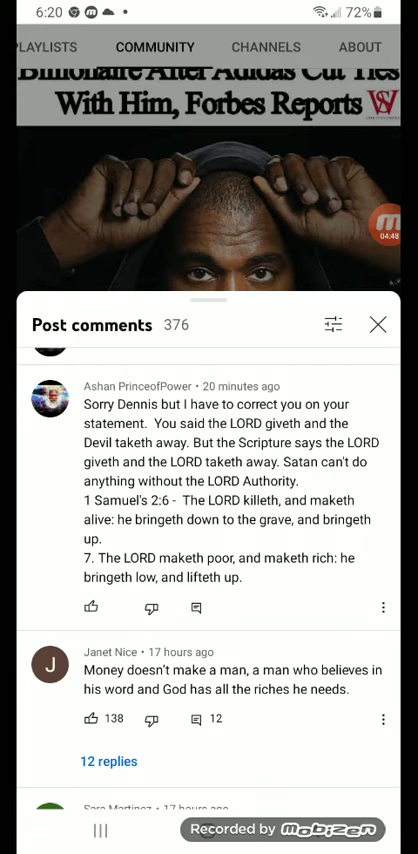 6:20
72%
PLAYLISTS COMMUNITY CHANNELS ABOUT
Billionaire After Adidas Cut Ties
With Him, Forbes Reports
04:48
Post comments 376
Ashan PrinceofPower • 20 minutes ago
Sorry Dennis but I have to correct you on your
statement. You said the LORD giveth and the
Devil taketh away. But the Scripture says the LORD
giveth and the LORD taketh away. Satan can't do
anything without the LORD Authority.
1 Samuel's 2:6 - The LORD killeth, and maketh
alive: he bringeth down to the grave, and bringeth
up.
7. The LORD maketh poor, and maketh rich: he
bringeth low, and lifteth up.
J
Janet Nice • 17 hours ago
Money doesn't make a man, a man who believes in
his word and God has all the riches he needs.
138 12
12 replies
Sara Martinez • 17 hours ago
Recorded by mobizen